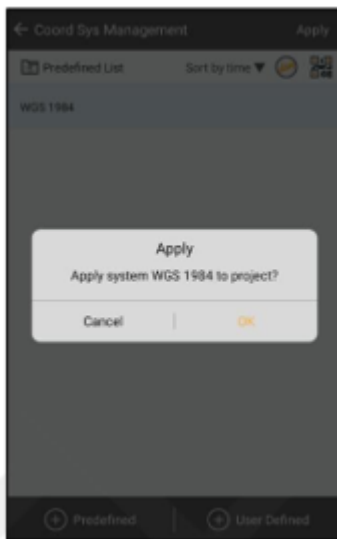 Coord Sys Management Apply
Predefined List Sort by time
WGS 1984
Apply
Apply system WGS 1984 to project?
Cancel OK
Predefined User Defined